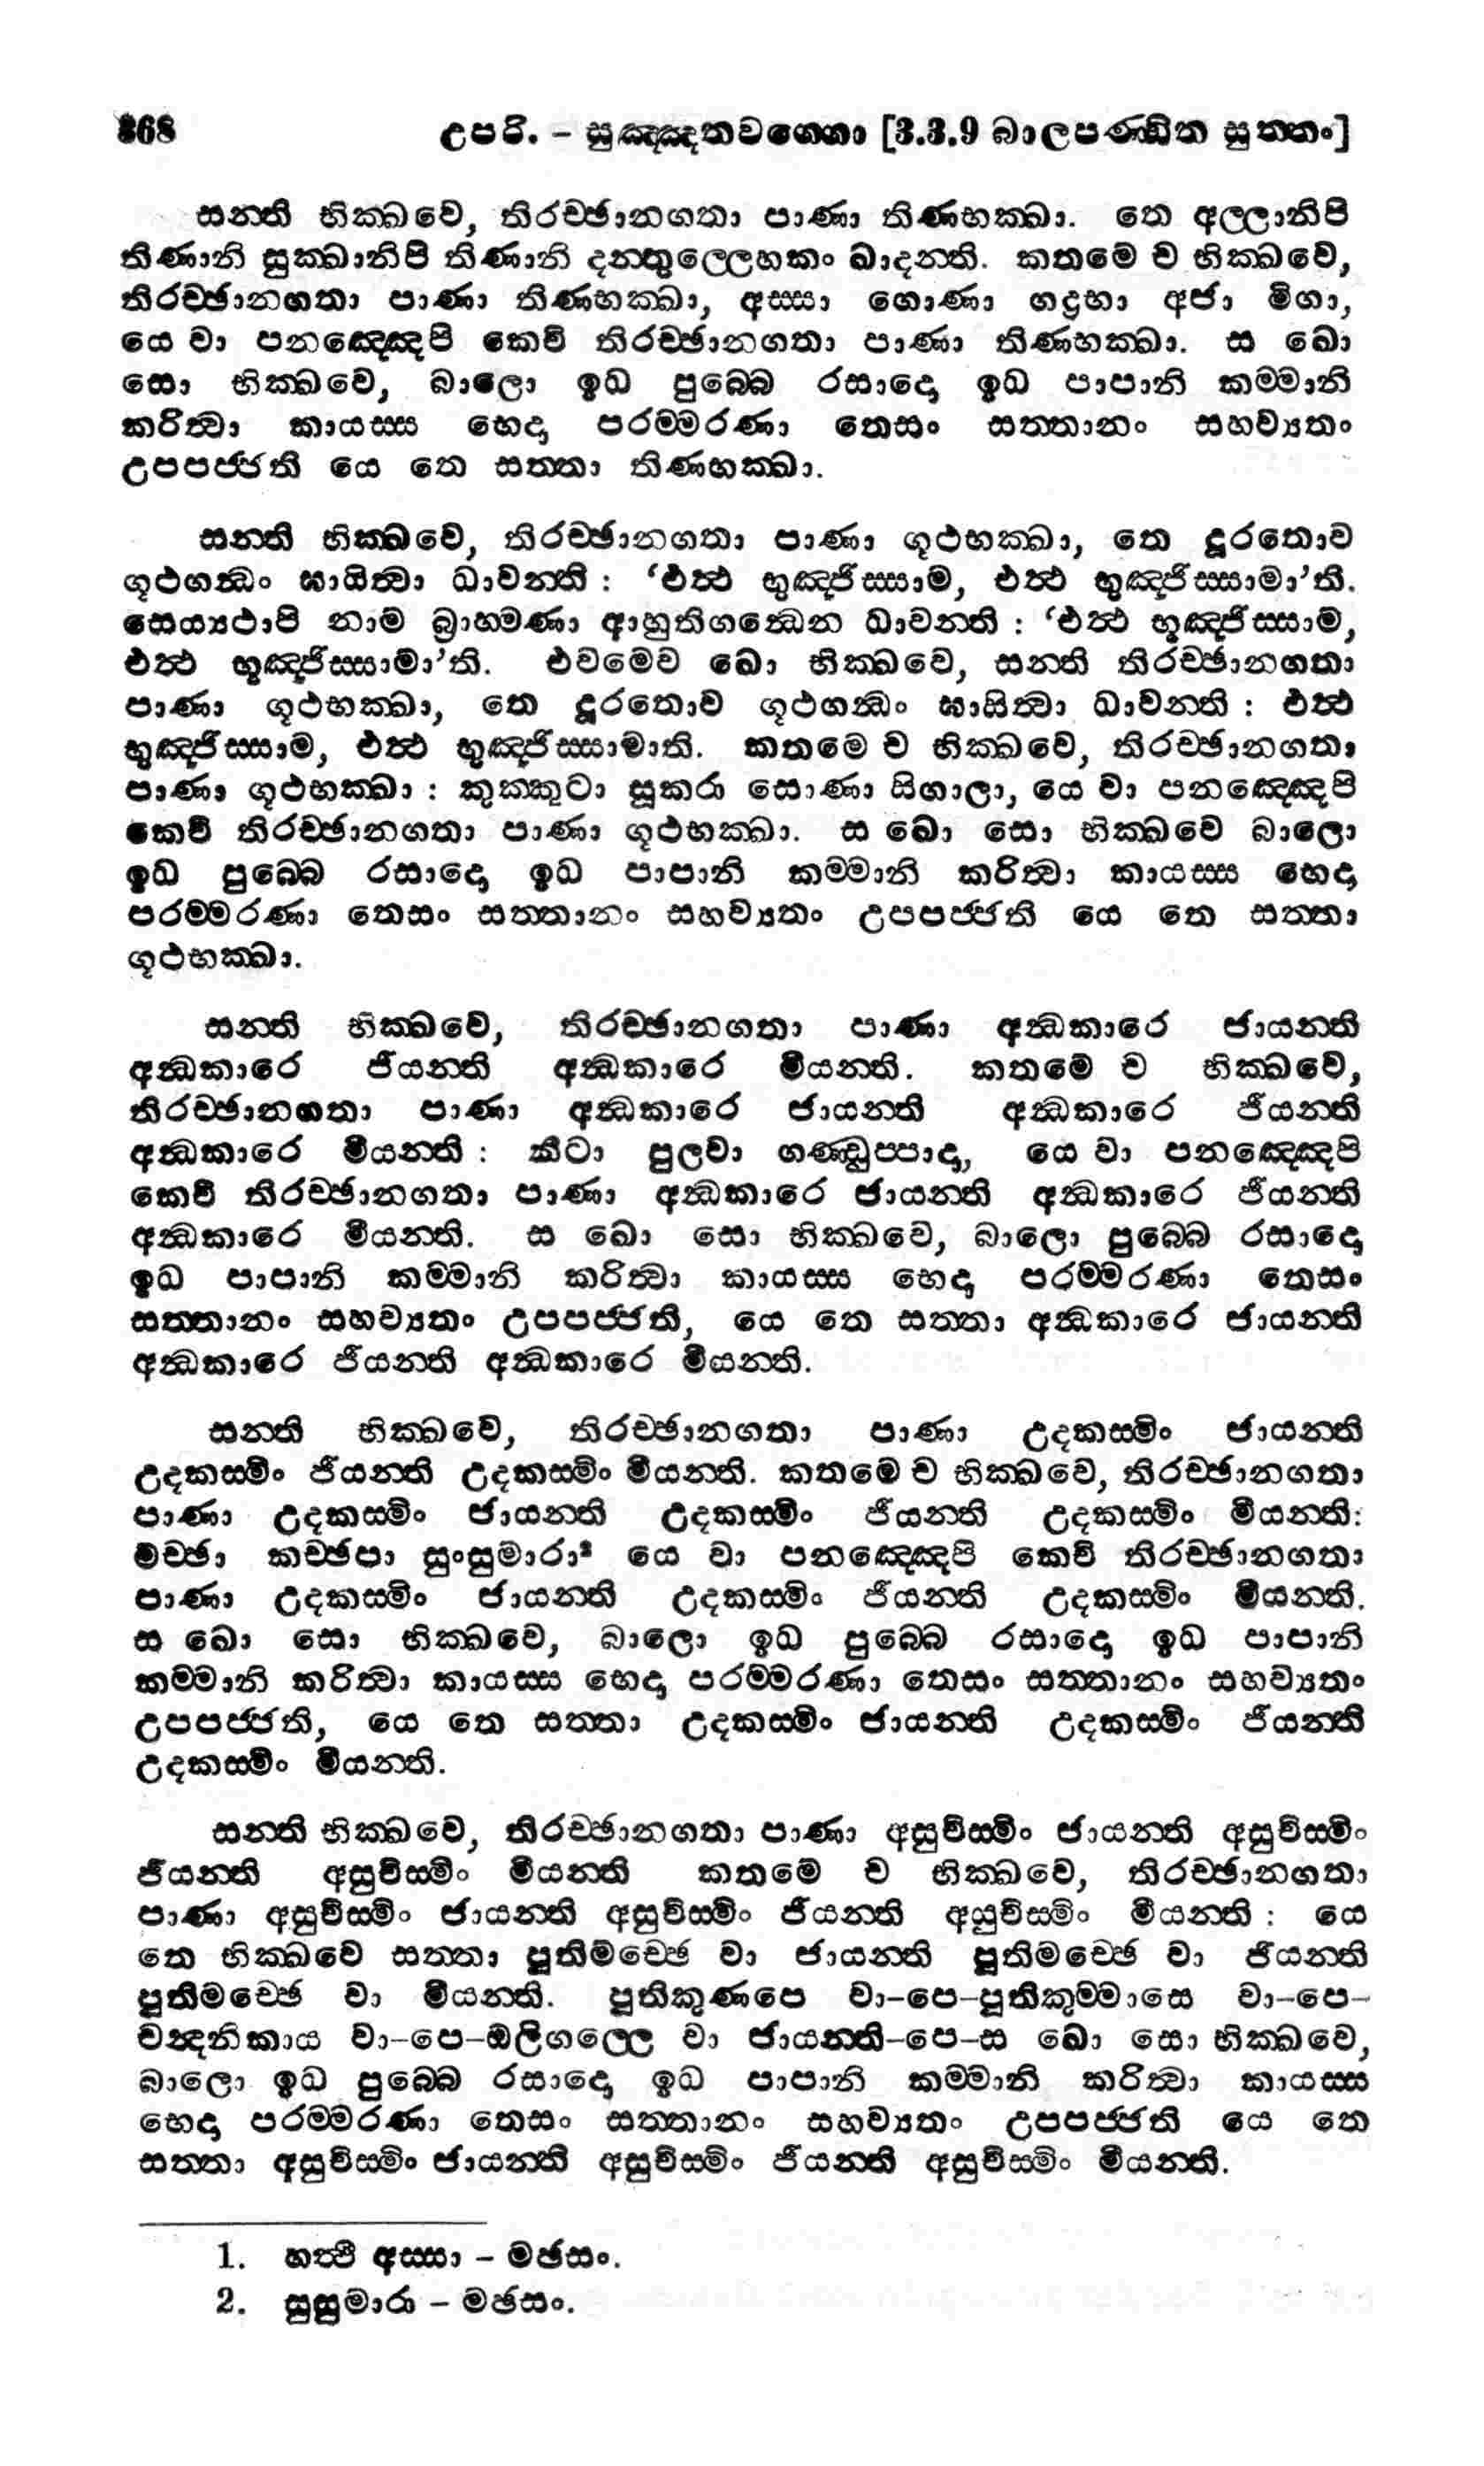 368 උපරි. – සුඤ්ඤතවග්ගො [3.3.9 බාලපණ්ඩිත සුත්තං]
සන්ති භික්ඛවෙ, තිරච්ඡානගතා පාණා තිණභක්ඛා. තෙ අල්ලානිපි
තිණානි සුක්ඛානිපි තිණානි දන්තුල්ලෙහකං ඛාදන්ති. කතමෙ ච භික්ඛවෙ,
තිරච්ඡානගතා පාණා තිණභක්ඛා, අස්සා ගොණා ගද්‍රභා අජා මිගා,
යෙ වා පනඤ්ඤෙපි කෙචි තිරච්ඡානගතා පාණා තිණභක්ඛා. ස ඛො
සො භික්ඛවෙ, බාලො ඉධ පුබ්බෙ රසාදො ඉධ පාපානි කම්මානි
කරිත්‍වා කායස්ස භෙදා පරම්මරණා තෙසං සත්තානං සහව්‍යතං
උපපජ්ජති යෙ තෙ සත්තා තිණභක්ඛා.
සන්ති භික්ඛවෙ, තිරච්ඡානගතා පාණා ගූථභක්ඛා, තෙ දූරතොව
ගූථගන්ධං ඝායිත්‍වා ධාවන්ති : ‘එත්‍ථ භුඤ්ජිස්සාම, එත්‍ථ භුඤ්ජිස්සාමා’ති.
සෙය්‍යථාපි නාම බ්‍රාහ්මණා ආහුතිගන්ධෙන ධාවන්ති : ‘එත්‍ථ භූඤ්ජිස්සාම,
එත්‍ථ භූඤ්ජිස්සාමා’ති. එවමෙව ඛො භික්ඛවෙ, සන්ති තිරච්ඡානගතා
පාණා ගූථභක්ඛා, තෙ දූරතොව ගූථගන්ධං ඝායිත්‍වා ධාවන්ති : එත්‍ථ
භුඤ්ජිස්සාම, එත්‍ථ භුඤ්ජිස්සාමාති. කතමෙ ච භික්ඛවෙ, තිරච්ඡානගතා
පාණා ගූථභක්ඛා : කුක්කුටා සූකරා සොණා සිගාලා, යෙ වා පනඤ්ඤෙපි
කෙචි තිරච්ඡානගතා පාණා ගූථභක්ඛා. ස ඛො සො භික්ඛවෙ බාලො
ඉධ පුබ්බෙ රසාදො ඉධ පාපානි කම්මානි කරිත්‍වා කායස්ස භෙදා
පරම්මරණා තෙසං සත්තානං සහව්‍යතං උපපජ්ජති යෙ තෙ සත්තා
ගූථභක්ඛා.
සන්ති භික්ඛවෙ, තිරච්ඡානගතා පාණා අන්ධකාරෙ ජායන්ති
අන්ධකාරෙ ජීයන්ති අන්ධකාරෙ මීයන්ති. කතමෙ ච භික්ඛවෙ,
තිරච්ඡානගතා පාණා අන්ධකාරෙ ජායන්ති අන්ධකාරෙ ජීයන්ති
අන්ධකාරෙ මීයන්ති : කීටා පුලවා ගණ්ඩුප්පාදා, යෙ වා පනඤ්ඤෙපි
කෙචි තිරච්ඡානගතා පාණා අන්ධකාරෙ ජායන්ති අන්ධකාරෙ ජීයන්ති
අන්ධකාරෙ මීයන්ති. ස ඛො සො භික්ඛවෙ, බාලො පුබ්බෙ රසාදො
ඉධ පාපානි කම්මානි කරිත්‍වා කායස්ස භෙදා පරම්මරණා තෙසං
සත්තානං සහව්‍යතං උපපජ්ජති, යෙ තෙ සත්තා අන්ධකාරෙ ජායන්ති
අන්ධකාරෙ ජීයන්ති අන්ධකාරෙ මීයන්ති.
සන්ති භික්ඛවෙ, තිරච්ඡානගතා පාණා උදකස්මිං ජායන්ති
උදකස්මිං ජීයන්ති උදකස්මිං මීයන්ති. කතමෙ ච භික්ඛවෙ, තිරච්ඡානගතා
පාණා උදකස්මිං ජායන්ති උදකස්මිං ජීයන්ති උදකස්මිං මීයන්ති:
මච්ඡා කච්ඡපා සුංසුමාරා² යෙ වා පනඤ්ඤෙපි කෙචි තිරච්ඡානගතා
පාණා උදකස්මිං ජායන්ති උදකස්මිං ජීයන්ති උදකස්මිං මීයන්ති.
ස ඛො සො භික්ඛවෙ, බාලො ඉධ පුබ්බෙ රසාදො ඉධ පාපානි
කම්මානි කරිත්‍වා කායස්ස භෙදා පරම්මරණා තෙසං සත්තානං සහව්‍යතං
උපපජ්ජති, යෙ තෙ සත්තා උදකස්මිං ජායන්ති උදකස්මිං ජීයන්ති
උදකස්මිං මීයන්ති.
සන්ති භික්ඛවෙ, තිරච්ඡානගතා පාණා අසුචිස්මිං ජායන්ති අසුචිස්මිං
ජීයන්ති අසුචිස්මිං මීයන්ති කතමෙ ච භික්ඛවෙ, තිරච්ඡානගතා
පාණා අසුචිස්මිං ජායන්ති අසුචිස්මිං ජීයන්ති අයුචිස්මිං මීයන්ති : යෙ
තෙ භික්ඛවෙ සත්තා පූතිමච්ඡෙ වා ජායන්ති පූතිමච්ඡෙ වා ජීයන්ති
පූතිමච්ඡෙ වා මීයන්ති. පූතිකුණපෙ වා–පෙ–පූතිකුම්මාසෙ වා–පෙ–
චන්දනිකාය වා–පෙ–ඔලිගල්ලෙ වා ජායන්ති–පෙ–ස ඛො සො භික්ඛවෙ,
බාලො ඉධ පුබ්බෙ රසාදො ඉධ පාපානි කම්මානි කරිත්‍වා කායස්ස
භෙදා පරම්මරණා තෙසං සත්තානං සහව්‍යතං උපපජ්ජති යෙ තෙ
සත්තා අසුචිස්මිං ජායන්ති අසුචිස්මිං ජීයන්ති අසුචිස්මිං මීයන්ති.
1. හත්‍ථි අස්සා – මඡසං.
2. සුසුමාරා – මඡසං.